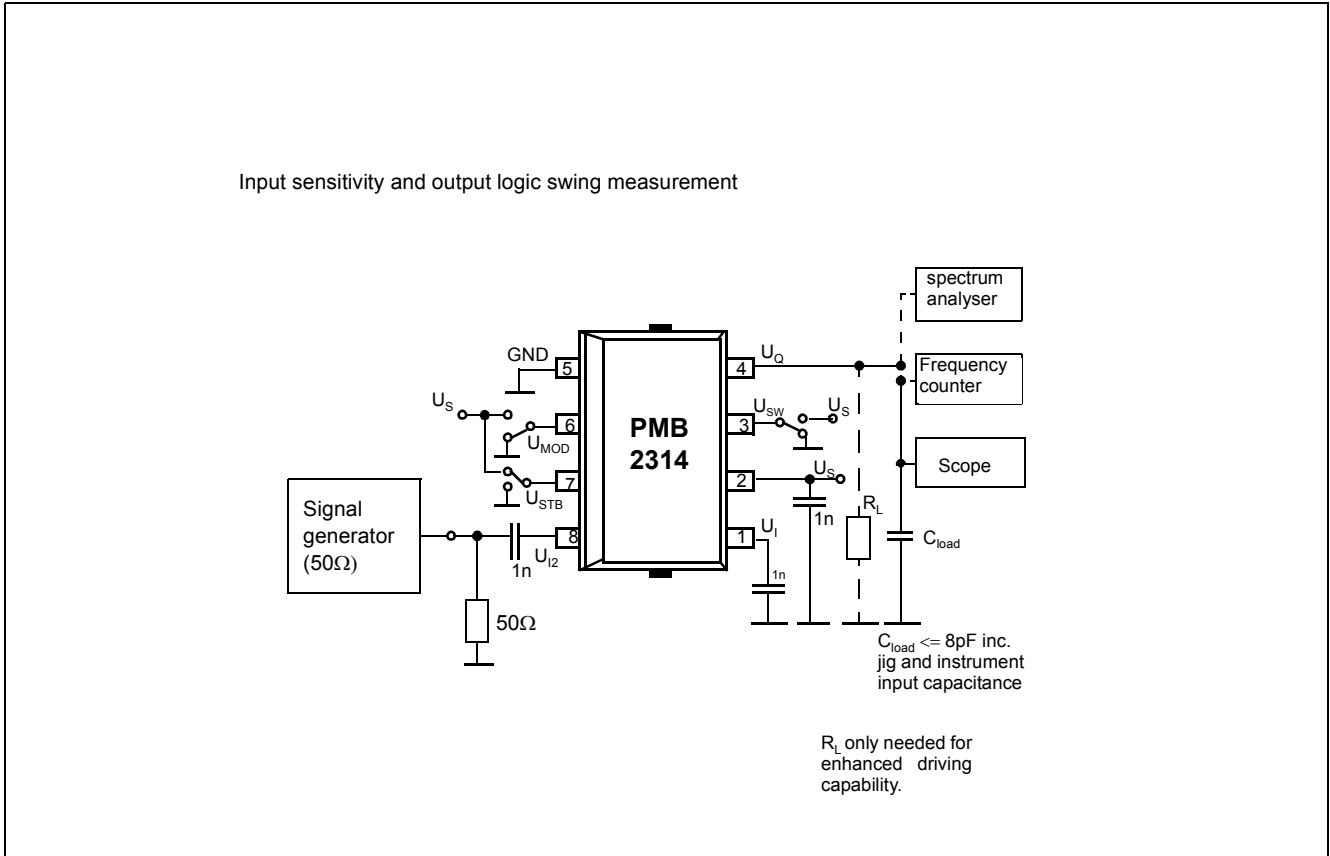 Input sensitivity and output logic swing measurement
spectrum
analyser
GND
5
4
U_Q
Frequency
counter
U_S
6
U_MOD
PMB
2314
3
U_SW
U_S
Scope
7
U_STB
2
U_S
1n
R_L
C_load
Signal
generator
(50Ω)
8
U_I2
1n
1
U_I
1n
50Ω
C_load <= 8pF inc.
jig and instrument
input capacitance
R_L only needed for
enhanced driving
capability.